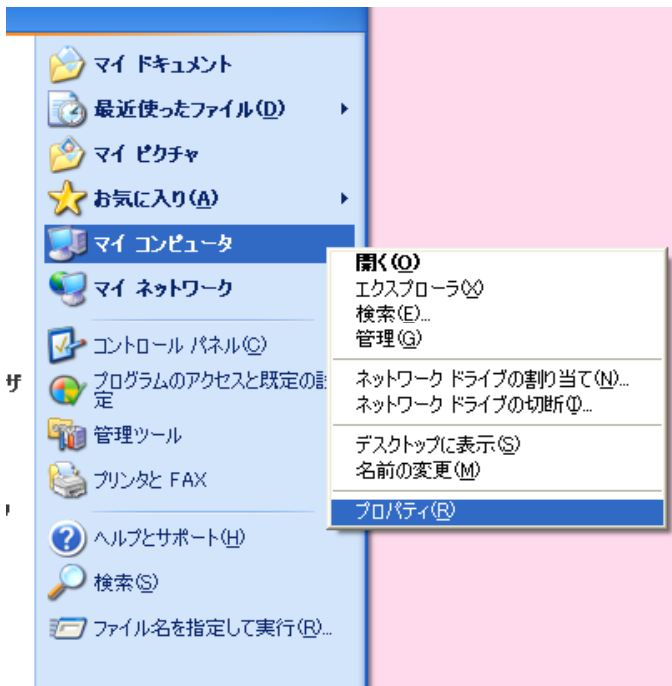 マイ ドキュメント
最近使ったファイル(D)
マイ ピクチャ
お気に入り(A)
マイ コンピュータ
マイ ネットワーク
コントロール パネル(C)
プログラムのアクセスと既定の設
定
管理ツール
プリンタと FAX
ヘルプとサポート(H)
検索(S)
ファイル名を指定して実行(R)...
開く(O)
エクスプローラ(X)
検索(E)...
管理(G)
ネットワーク ドライブの割り当て(N)...
ネットワーク ドライブの切断(I)...
デスクトップに表示(S)
名前の変更(M)
プロパティ(R)
ザ